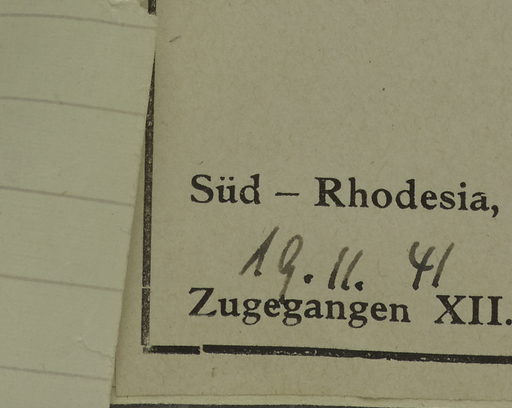 Süd – Rhodesia,
19. 11. 41
Zugegangen XII.